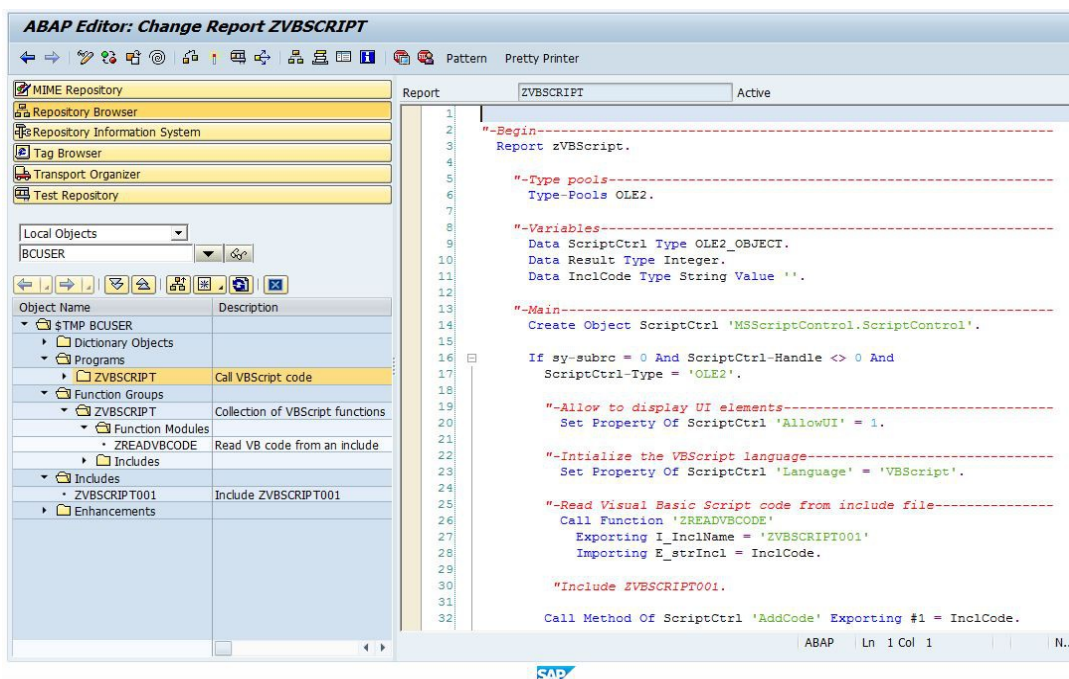 ABAP Editor: Change Report ZVBSCRIPT
Pattern Pretty Printer
MIME Repository
Repository Browser
Repository Information System
Tag Browser
Transport Organizer
Test Repository
Local Objects
BCUSER
Object Name Description
$TMP BCUSER
Dictionary Objects
Programs
ZVBSCRIPT Call VBScript code
Function Groups
ZVBSCRIPT Collection of VBScript functions
Function Modules
ZREADVBCODE Read VB code from an include
Includes
Includes
ZVBSCRIPT001 Include ZVBSCRIPT001
Enhancements
Report ZVBSCRIPT Active
1
2 "-Begin-----------------------------------------------------------------
3 Report zVBScript.
4
5 "-Type pools--------------------------------------------------------
6 Type-Pools OLE2.
7
8 "-Variables---------------------------------------------------------
9 Data ScriptCtrl Type OLE2_OBJECT.
10 Data Result Type Integer.
11 Data InclCode Type String Value ''.
12
13 "-Main--------------------------------------------------------------
14 Create Object ScriptCtrl 'MSScriptControl.ScriptControl'.
15
16 If sy-subrc = 0 And ScriptCtrl-Handle <> 0 And
17 ScriptCtrl-Type = 'OLE2'.
18
19 "-Allow to display UI elements----------------------------------
20 Set Property Of ScriptCtrl 'AllowUI' = 1.
21
22 "-Intialize the VBScript language-------------------------------
23 Set Property Of ScriptCtrl 'Language' = 'VBScript'.
24
25 "-Read Visual Basic Script code from include file---------------
26 Call Function 'ZREADVBCODE'
27 Exporting I_InclName = 'ZVBSCRIPT001'
28 Importing E_strIncl = InclCode.
29
30 "Include ZVBSCRIPT001.
31
32 Call Method Of ScriptCtrl 'AddCode' Exporting #1 = InclCode.
ABAP Ln 1 Col 1 N..
SAP